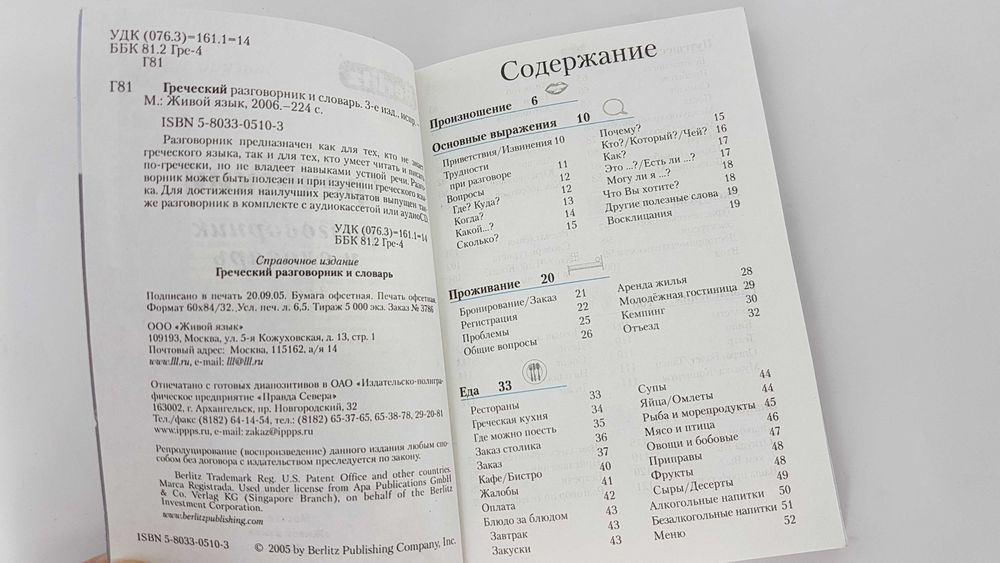 УДК (076.3)=161.1=14
ББК 81.2 Гре-4
Г81
Г81 Греческий разговорник и словарь. 3-е изд., испр. –
М.: Живой язык, 2006.–224 с.
ISBN 5-8033-0510-3
Разговорник предназначен как для тех, кто не знает
греческого языка, так и для тех, кто умеет читать и писать
по-гречески, но не владеет навыками устной речи. Разго-
ворник может быть полезен и при изучении греческого язы-
ка. Для достижения наилучших результатов выпущен так-
же разговорник в комплекте с аудиокассетой или аудиоCD.
УДК (076.3)=161.1=14
ББК 81.2 Гре-4
Справочное издание
Греческий разговорник и словарь
Подписано в печать 20.09.05. Бумага офсетная. Печать офсетная.
Формат 60х84/32. Усл. печ. л. 6,5. Тираж 5 000 экз. Заказ № 3786
ООО «Живой язык»
109193, Москва, ул. 5-я Кожуховская, д. 13, стр. 1
Почтовый адрес: Москва, 115162, а/я 14
www.lll.ru, e-mail: lll@lll.ru
Отпечатано с готовых диапозитивов в ОАО «Издательско-полигра-
фическое предприятие «Правда Севера»
163002, г. Архангельск, пр. Новгородский, 32
Тел./факс (8182) 64-14-54, тел.: (8182) 65-37-65, 65-38-78, 29-20-81
www.ippps.ru, e-mail: zakaz@ippps.ru
Репродуцирование (воспроизведение) данного издания любым спо-
собом без договора с издательством преследуется по закону.
Berlitz Trademark Reg. U.S. Patent Office and other countries.
Marca Registrada. Used under license from Apa Publications GmbH
& Co. Verlag KG (Singapore Branch), on behalf of the Berlitz
Investment Corporation.
www.berlitzpublishing.com
ISBN 5-8033-0510-3 © 2005 by Berlitz Publishing Company, Inc.
Содержание
Произношение 6
Основные выражения 10
Приветствия/Извинения 10
Трудности
при разговоре 11
Вопросы 12
Где? Куда? 12
Когда? 13
Какой...? 14
Сколько? 15
Почему? 15
Кто?/Который?/Чей? 16
Как? 17
Это ...?/Есть ли ...? 17
Могу ли я ...? 18
Что Вы хотите? 18
Другие полезные слова 19
Восклицания 19
Проживание 20
Бронирование/Заказ 21
Регистрация 22
Проблемы 25
Общие вопросы 26
Аренда жилья 28
Молодёжная гостиница 29
Кемпинг 30
Отъезд 32
Еда 33
Рестораны 33
Греческая кухня 34
Где можно поесть 35
Заказ столика 36
Заказ 37
Кафе/Бистро 40
Жалобы 41
Оплата 42
Блюдо за блюдом 43
Завтрак 43
Закуски 43
Супы 44
Яйца/Омлеты 44
Рыба и морепродукты 45
Мясо и птица 46
Овощи и бобовые 47
Приправы 48
Фрукты 48
Сыры/Десерты 49
Алкогольные напитки 50
Безалкогольные напитки 51
Меню 52